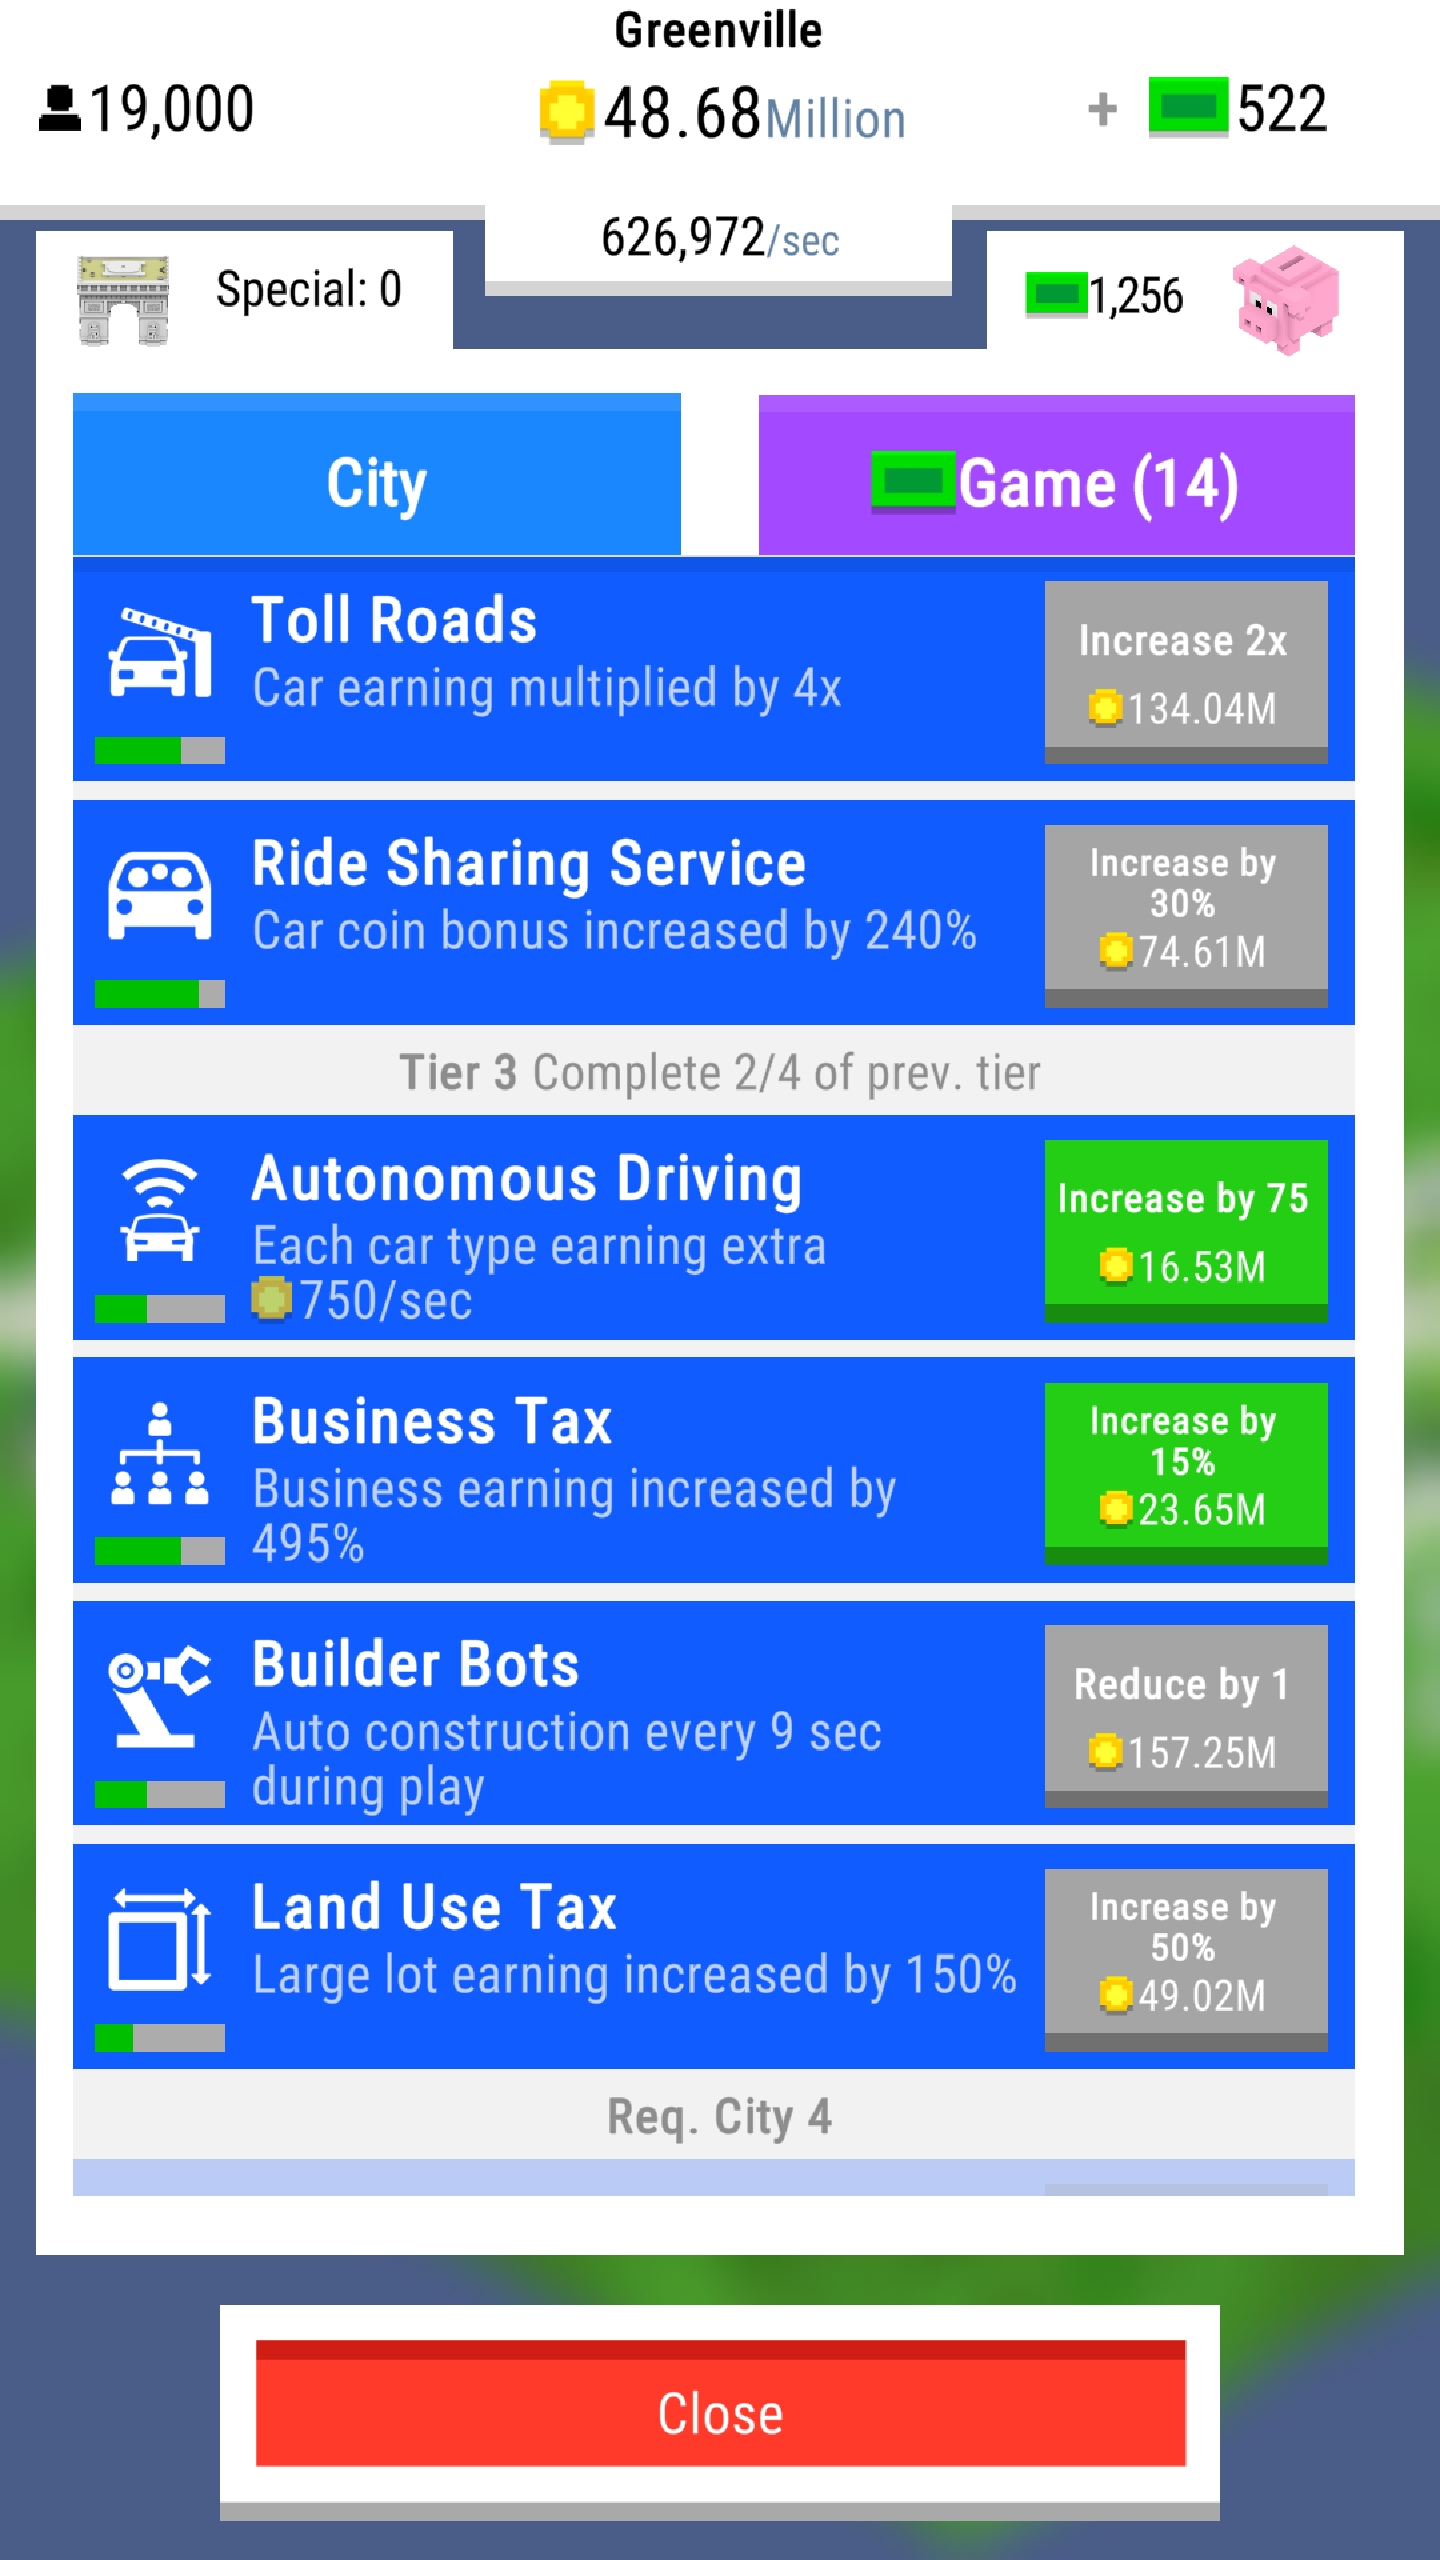 Greenville
19,000
48.68Million
+ 522
626,972/sec
Special: 0
1,256
City
Game (14)
Toll Roads
Car earning multiplied by 4x
Increase 2x
134.04M
Ride Sharing Service
Car coin bonus increased by 240%
Increase by
30%
74.61M
Tier 3 Complete 2/4 of prev. tier
Autonomous Driving
Each car type earning extra
750/sec
Increase by 75
16.53M
Business Tax
Business earning increased by
495%
Increase by
15%
23.65M
Builder Bots
Auto construction every 9 sec
during play
Reduce by 1
157.25M
Land Use Tax
Large lot earning increased by 150%
Increase by
50%
49.02M
Req. City 4
Close